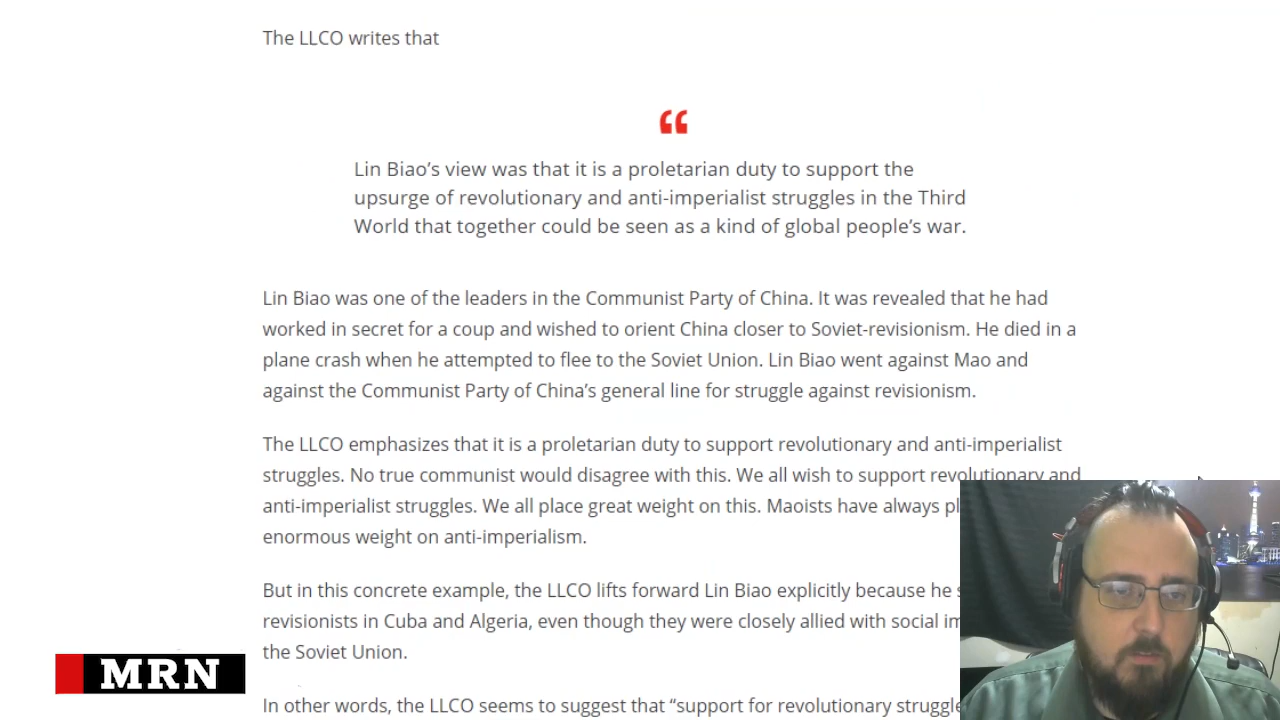 The LLCO writes that
“
Lin Biao’s view was that it is a proletarian duty to support the
upsurge of revolutionary and anti-imperialist struggles in the Third
World that together could be seen as a kind of global people’s war.
Lin Biao was one of the leaders in the Communist Party of China. It was revealed that he had
worked in secret for a coup and wished to orient China closer to Soviet-revisionism. He died in a
plane crash when he attempted to flee to the Soviet Union. Lin Biao went against Mao and
against the Communist Party of China’s general line for struggle against revisionism.
The LLCO emphasizes that it is a proletarian duty to support revolutionary and anti-imperialist
struggles. No true communist would disagree with this. We all wish to support revolutionary and
anti-imperialist struggles. We all place great weight on this. Maoists have always
enormous weight on anti-imperialism.
But in this concrete example, the LLCO lifts forward Lin Biao explicitly because he
revisionists in Cuba and Algeria, even though they were closely allied with social
the Soviet Union.
In other words, the LLCO seems to suggest that “support for revolutionary
MRN